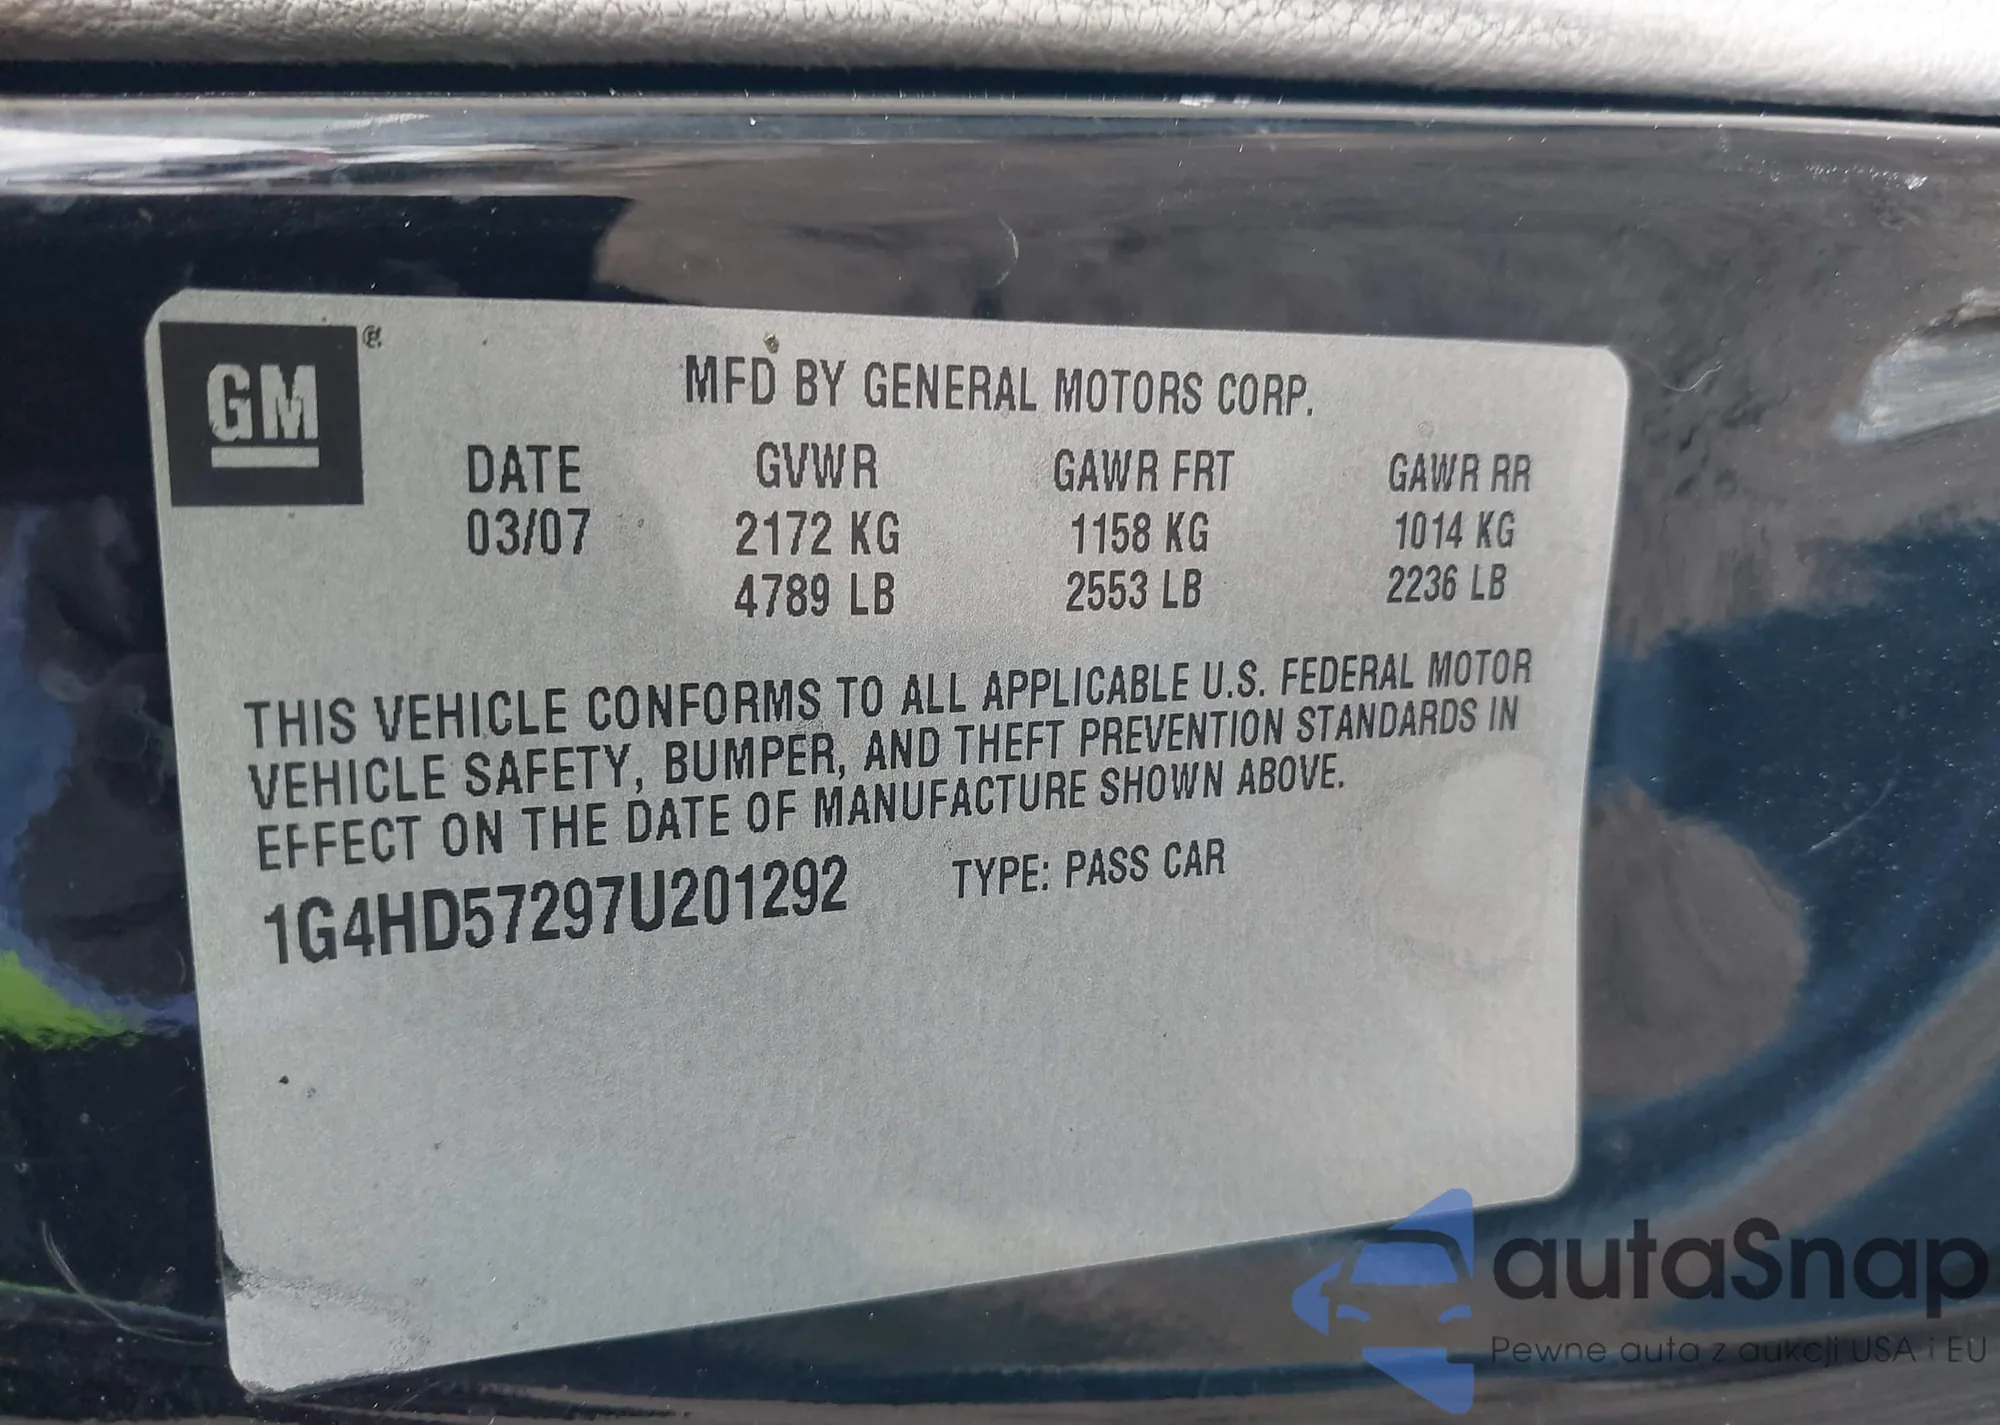 GM ®
MFD BY GENERAL MOTORS CORP.
DATE GVWR GAWR FRT GAWR RR
03/07 2172 KG 1158 KG 1014 KG
4789 LB 2553 LB 2236 LB
THIS VEHICLE CONFORMS TO ALL APPLICABLE U.S. FEDERAL MOTOR
VEHICLE SAFETY, BUMPER, AND THEFT PREVENTION STANDARDS IN
EFFECT ON THE DATE OF MANUFACTURE SHOWN ABOVE.
1G4HD57297U201292 TYPE: PASS CAR
autaSnap
Pewne auta z aukcji USA i EU